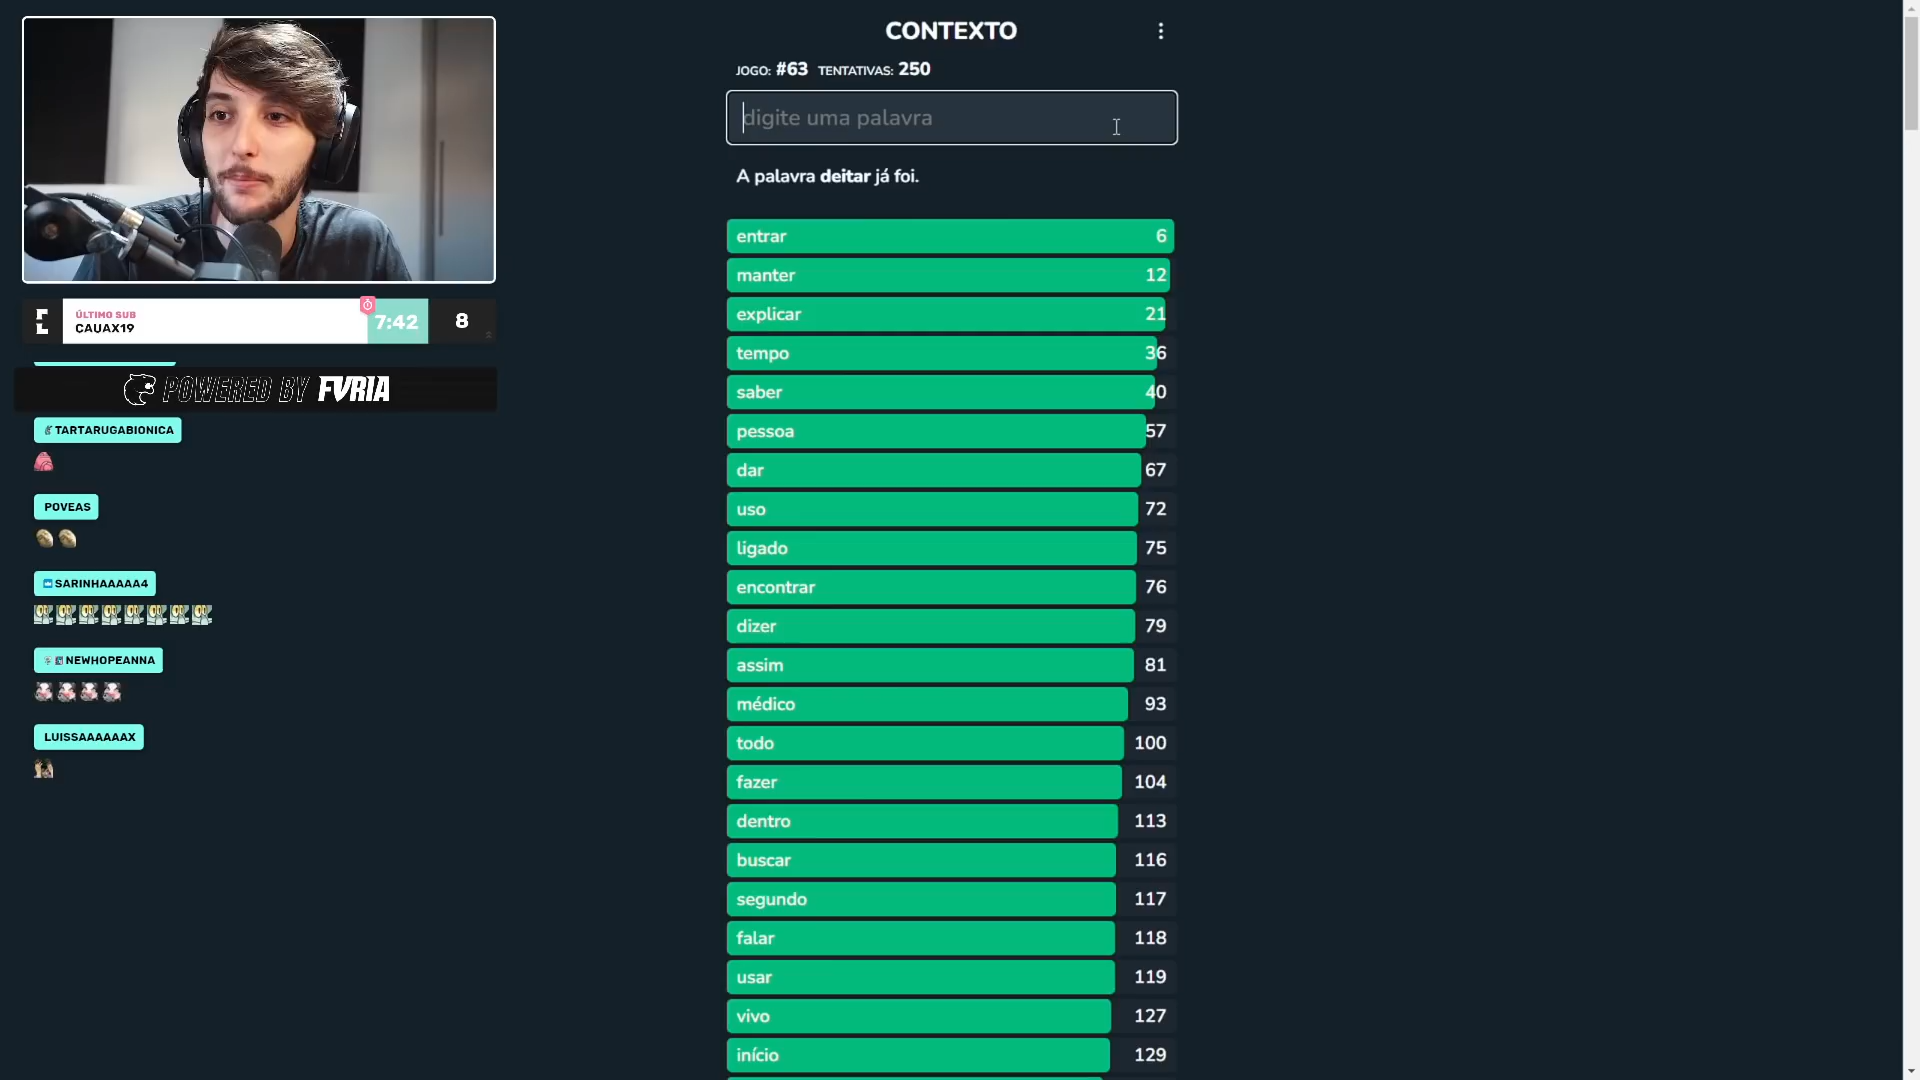 CONTEXTO
JOGO: #63 TENTATIVAS: 250
digite uma palavra
A palavra deitar já foi.
entrar 6
manter 12
explicar 21
tempo 36
saber 40
pessoa 57
dar 67
uso 72
ligado 75
encontrar 76
dizer 79
assim 81
médico 93
todo 100
fazer 104
dentro 113
buscar 116
segundo 117
falar 118
usar 119
vivo 127
início 129
ÚLTIMO SUB
CAUAX19
7:42
8
POWERED BY FVRIA
TARTARUGABIONICA
POVEAS
SARINHAAAAA4
NEWHOPEANNA
LUISSAAAAAAX